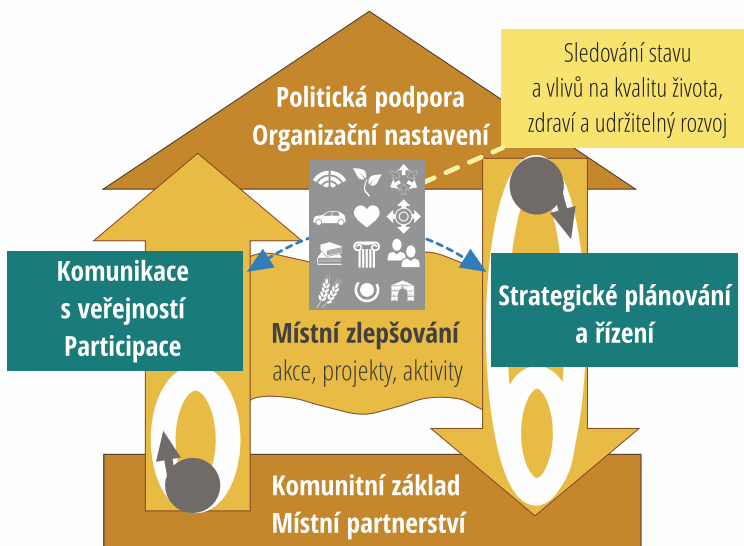 Sledování stavu
a vlivů na kvalitu života,
zdraví a udržitelný rozvoj
Politická podpora
Organizační nastavení
Komunikace
s veřejností
Participace
Strategické plánování
a řízení
Místní zlepšování
akce, projekty, aktivity
Komunitní základ
Místní partnerství